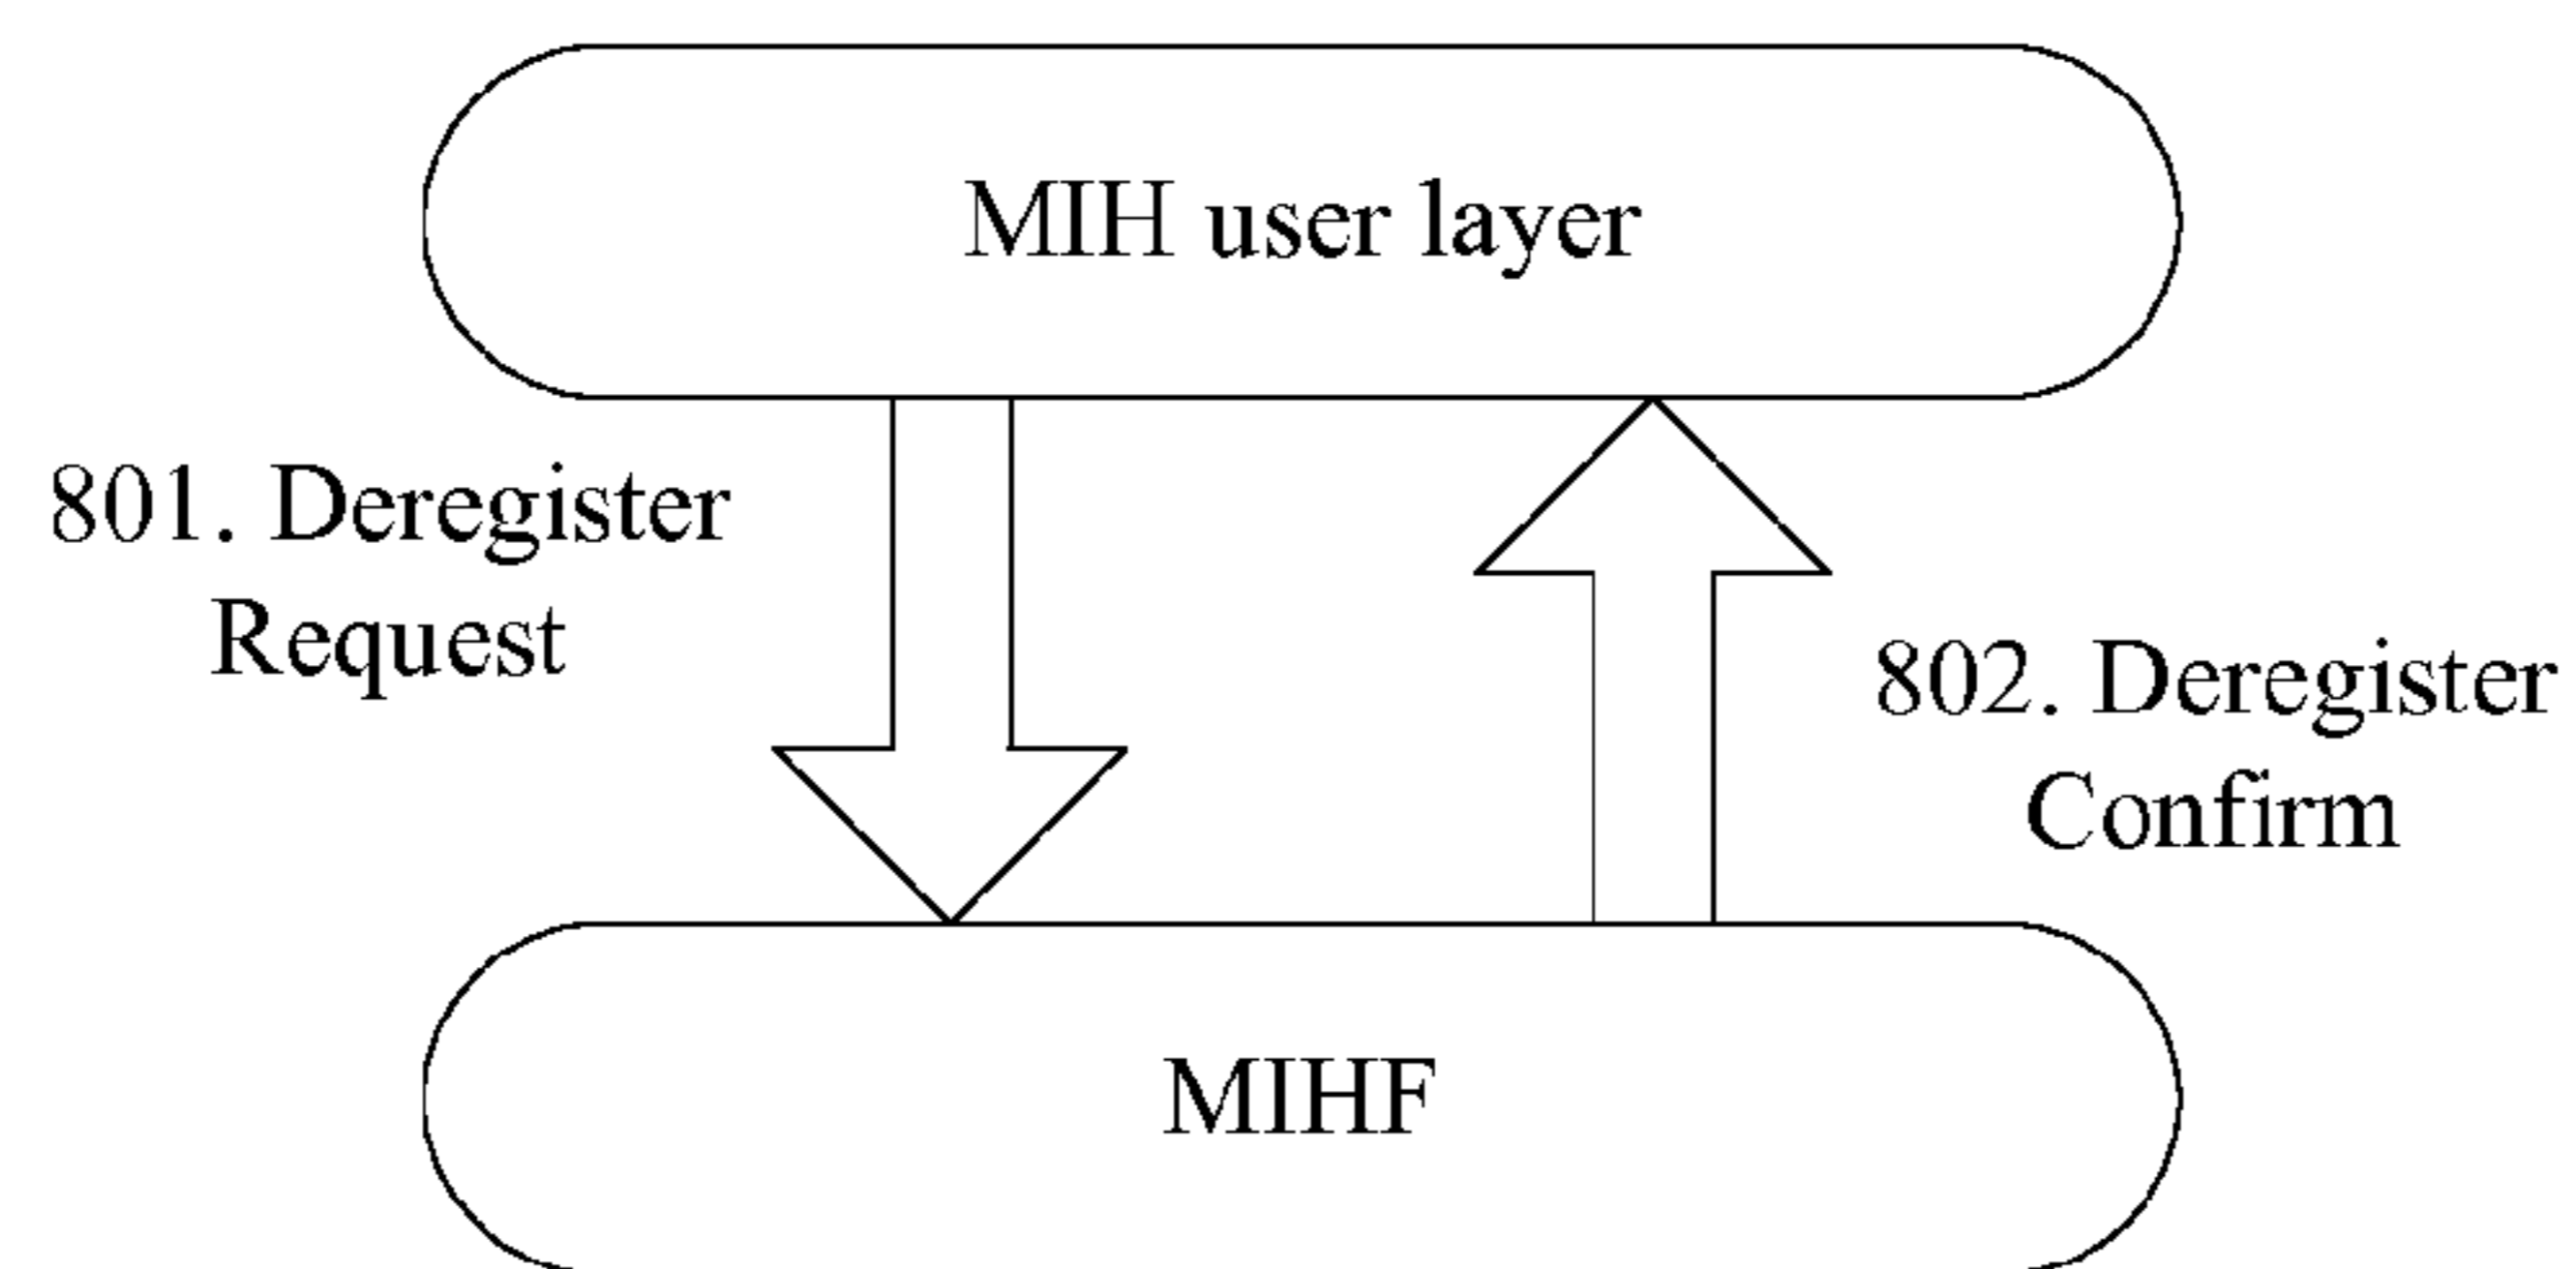 MIH user layer
801. Deregister
Request
802. Deregister
Confirm
MIHF